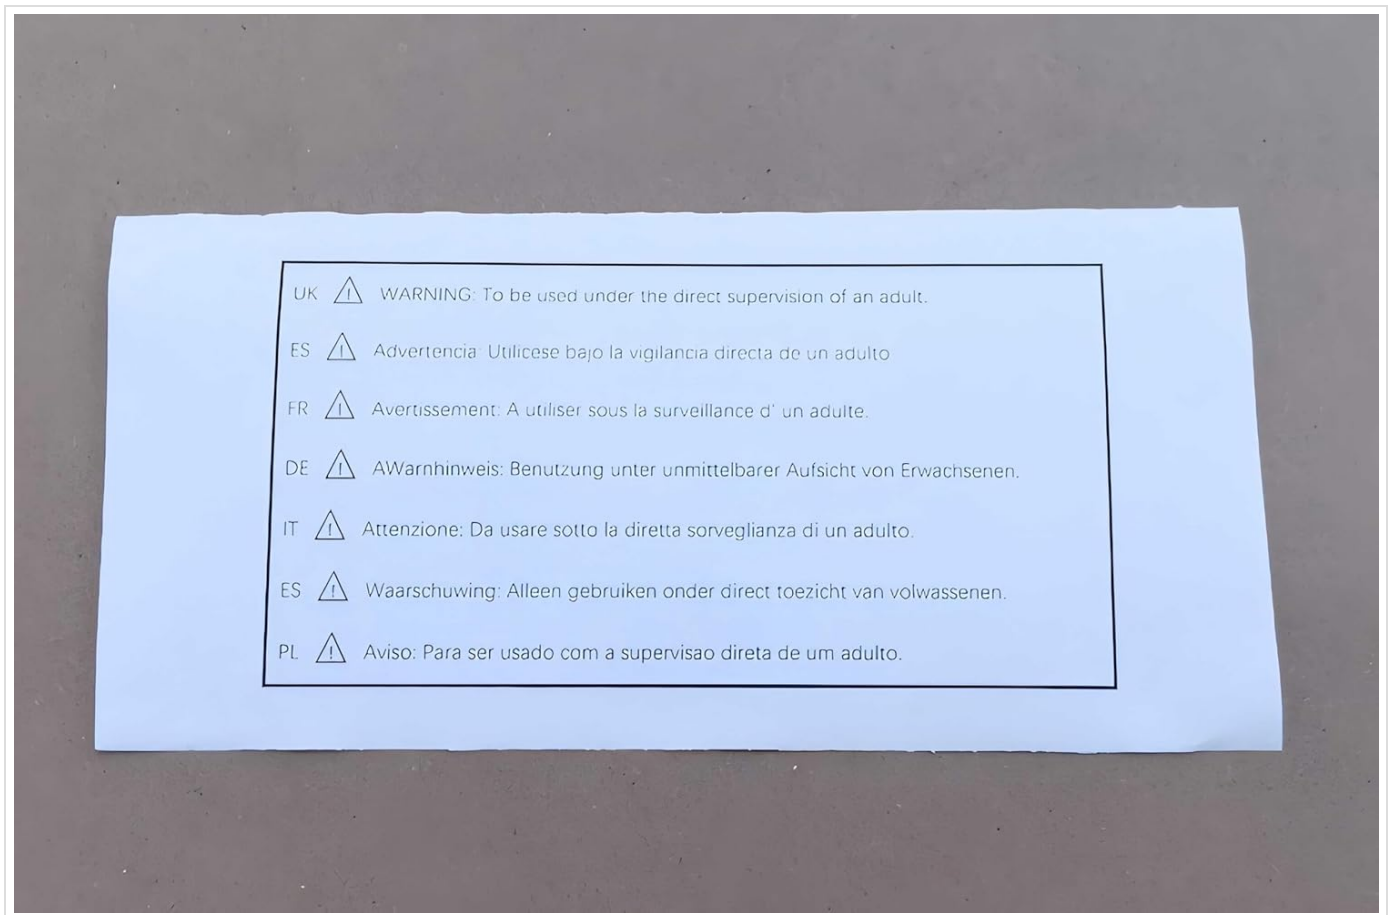 UK ⚠ WARNING: To be used under the direct supervision of an adult.
ES ⚠ Advertencia: Utilicese bajo la vigilancia directa de un adulto
FR ⚠ Avertissement: A utiliser sous la surveillance d' un adulte.
DE ⚠ AWarnhinweis: Benutzung unter unmittelbarer Aufsicht von Erwachsenen.
IT ⚠ Attenzione: Da usare sotto la diretta sorveglianza di un adulto.
ES ⚠ Waarschuwing: Alleen gebruiken onder direct toezicht van volwassenen.
PL ⚠ Aviso: Para ser usado com a supervisao direta de um adulto.